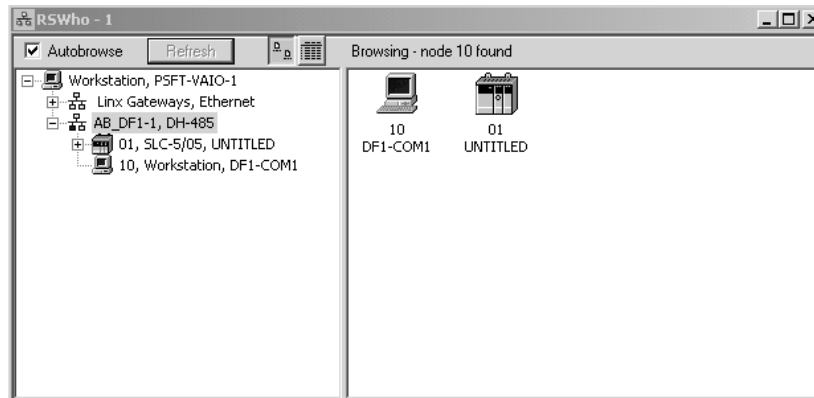 RSWho - 1
Autobrowse
Refresh
Browsing - node 10 found
Workstation, PSFT-VAIO-1
Linx Gateways, Ethernet
AB_DF1-1, DH-485
01, SLC-5/05, UNTITLED
10, Workstation, DF1-COM1
10
DF1-COM1
01
UNTITLED